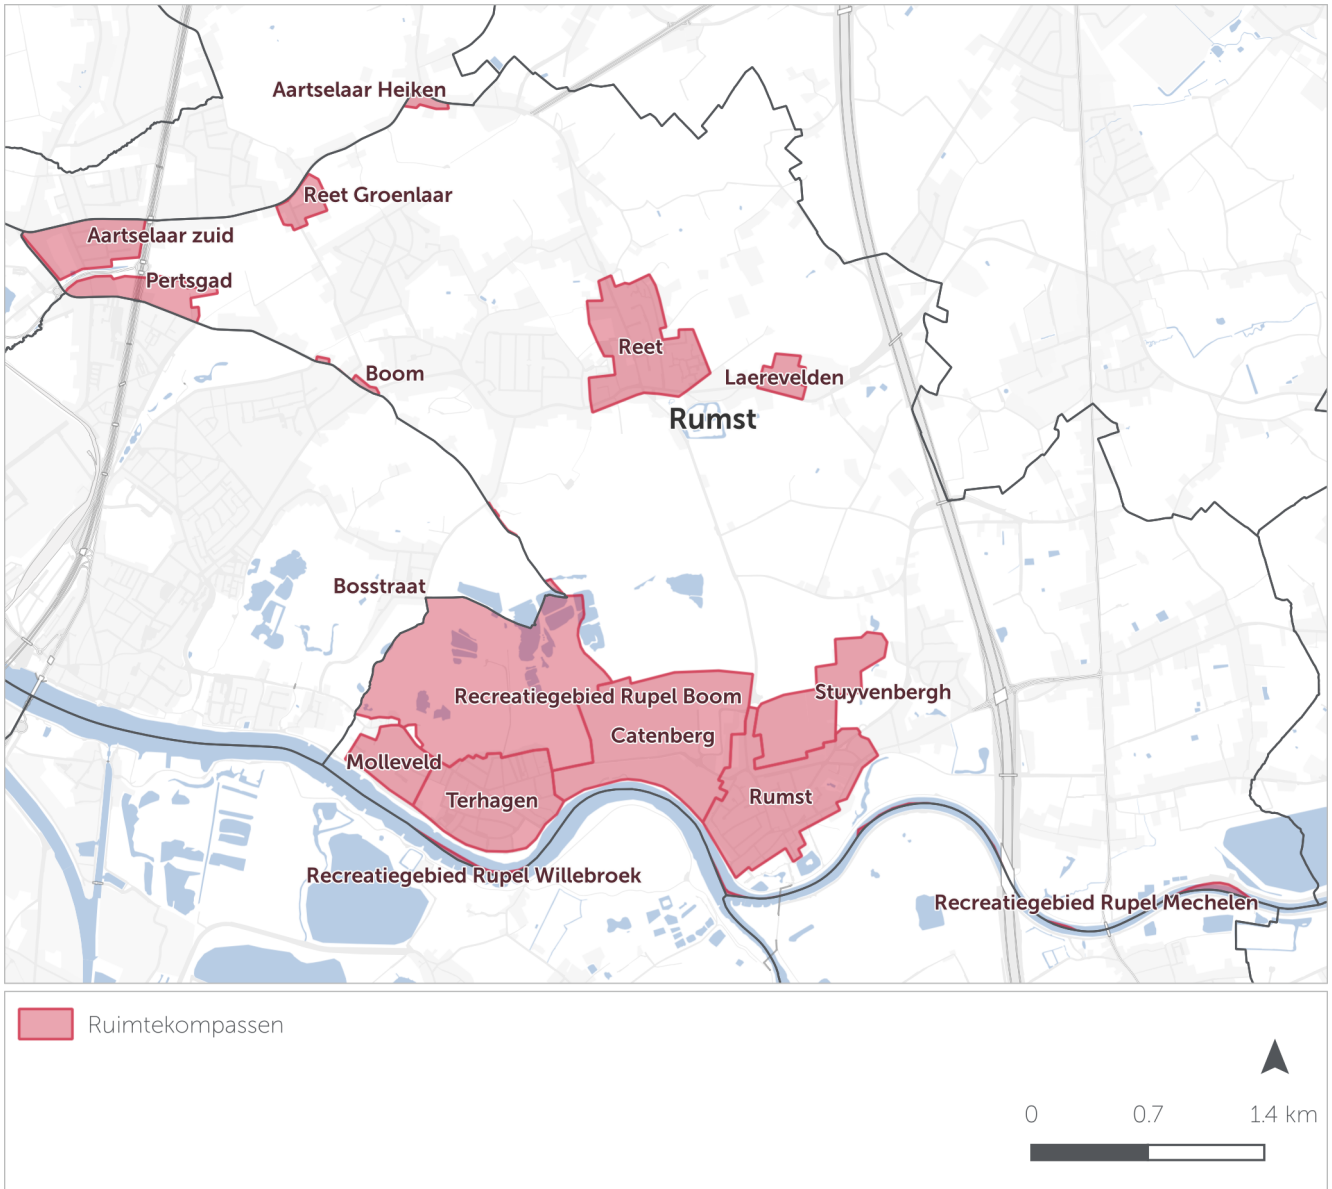 Aartselaar Heiken
Reet Groenlaar
Aartselaar zuid
Pertsgad
Reet
Boom
Laerevelden
Rumst
Bosstraat
Recreatiegebied Rupel Boom
Stuyvenbergh
Catenberg
Molleveld
Terhagen
Rumst
Recreatiegebied Rupel Willebroek
Recreatiegebied Rupel Mechelen
Ruimtekompassen
0 0.7 1.4 km